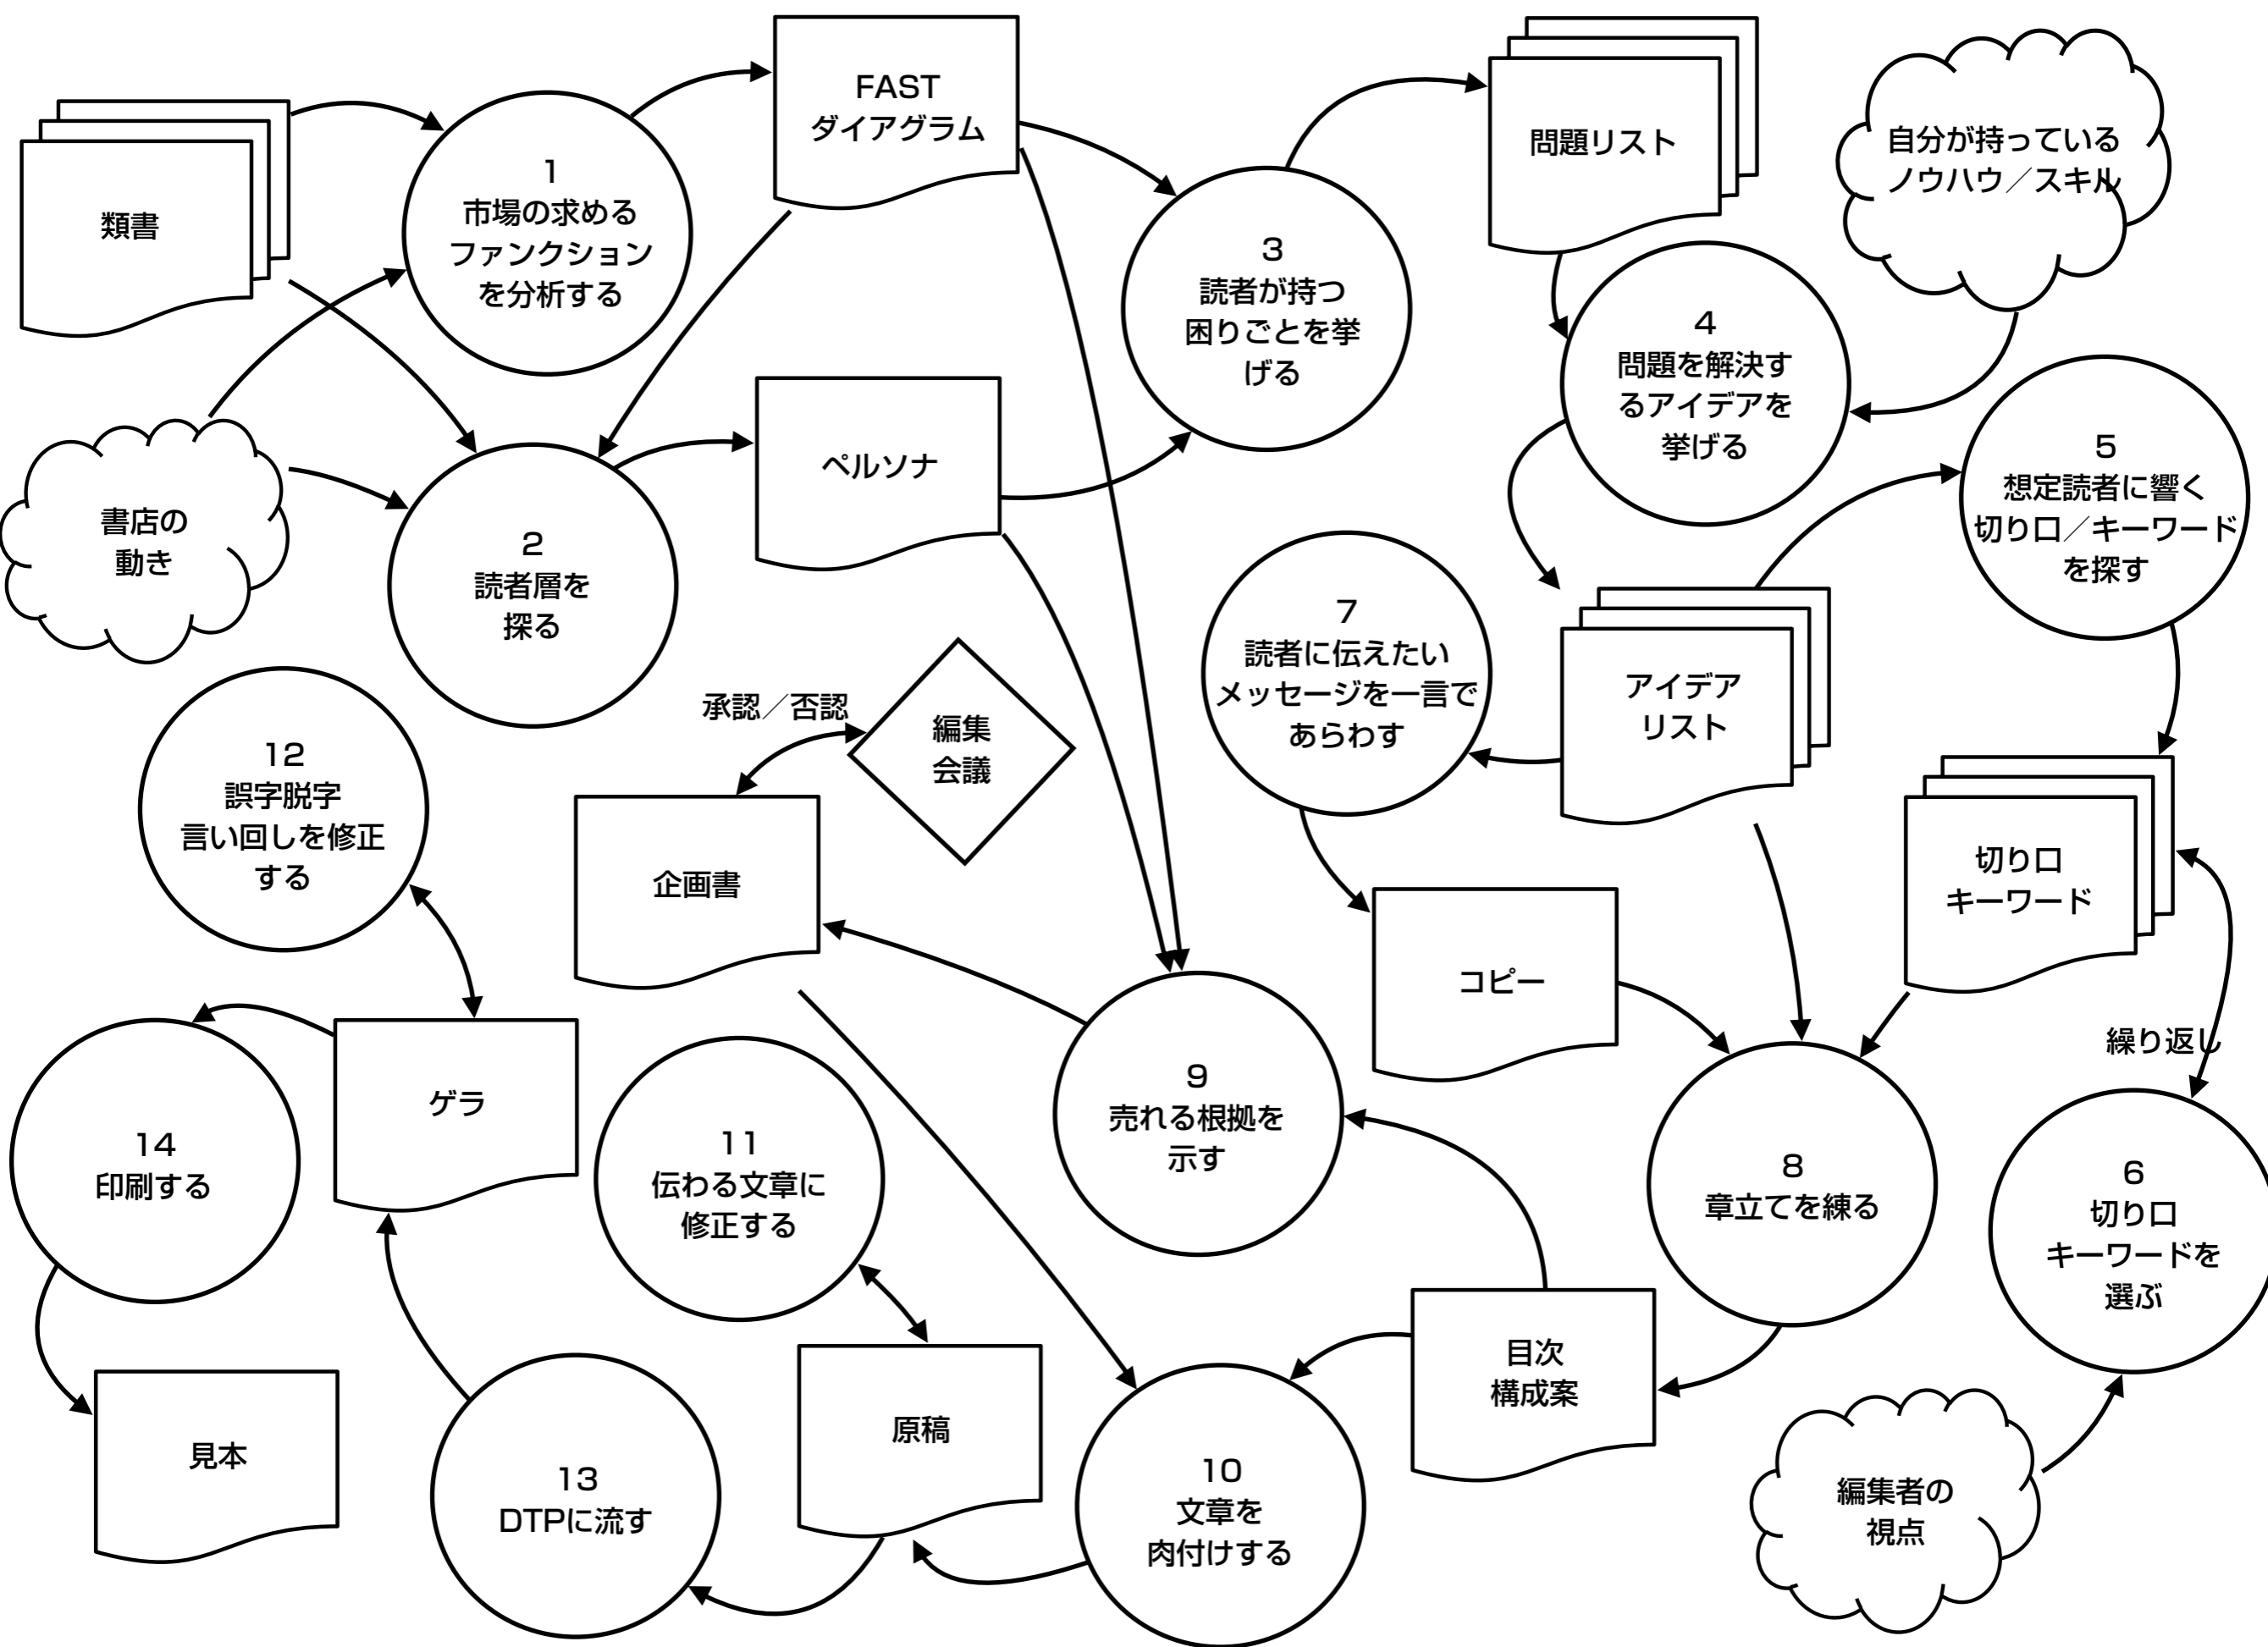 FAST
ダイアグラム
問題リスト
自分が持っている
ノウハウ／スキル
類書
1
市場の求める
ファンクション
を分析する
3
読者が持つ
困りごとを挙
げる
4
問題を解決す
るアイデアを
挙げる
5
想定読者に響く
切り口／キーワード
を探す
ペルソナ
書店の
動き
2
読者層を
探る
7
読者に伝えたい
メッセージを一言で
あらわす
アイデア
リスト
承認／否認
編集
会議
12
誤字脱字
言い回しを修正
する
企画書
切り口
キーワード
コピー
繰り返し
ゲラ
9
売れる根拠を
示す
14
印刷する
11
伝わる文章に
修正する
8
章立てを練る
6
切り口
キーワードを
選ぶ
目次
構成案
原稿
見本
13
DTPに流す
10
文章を
肉付けする
編集者の
視点